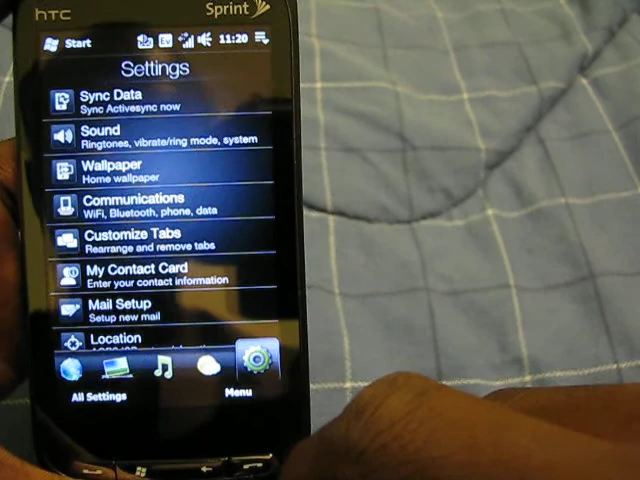 hTC
Sprint
Start
Ev
11:20
Settings
Sync Data
Sync Activesync now
Sound
Ringtones, vibrate/ring mode, system
Wallpaper
Home wallpaper
Communications
WiFi, Bluetooth, phone, data
Customize Tabs
Rearrange and remove tabs
My Contact Card
Enter your contact information
Mail Setup
Setup new mail
Location
All Settings
Menu